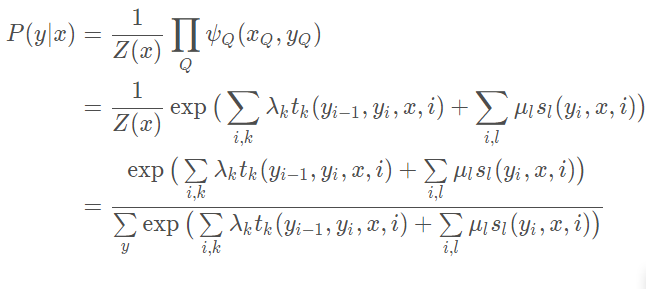 P(y|x) = \frac{1}{Z(x)} \prod_{Q} \psi_Q(x_Q, y_Q)
= \frac{1}{Z(x)} \exp\big(\sum_{i,k} \lambda_k t_k(y_{i-1}, y_i, x, i) + \sum_{i,l} \mu_l s_l(y_i, x, i)\big)
= \frac{\exp\big(\sum_{i,k} \lambda_k t_k(y_{i-1}, y_i, x, i) + \sum_{i,l} \mu_l s_l(y_i, x, i)\big)}{\sum_{y} \exp\big(\sum_{i,k} \lambda_k t_k(y_{i-1}, y_i, x, i) + \sum_{i,l} \mu_l s_l(y_i, x, i)\big)}